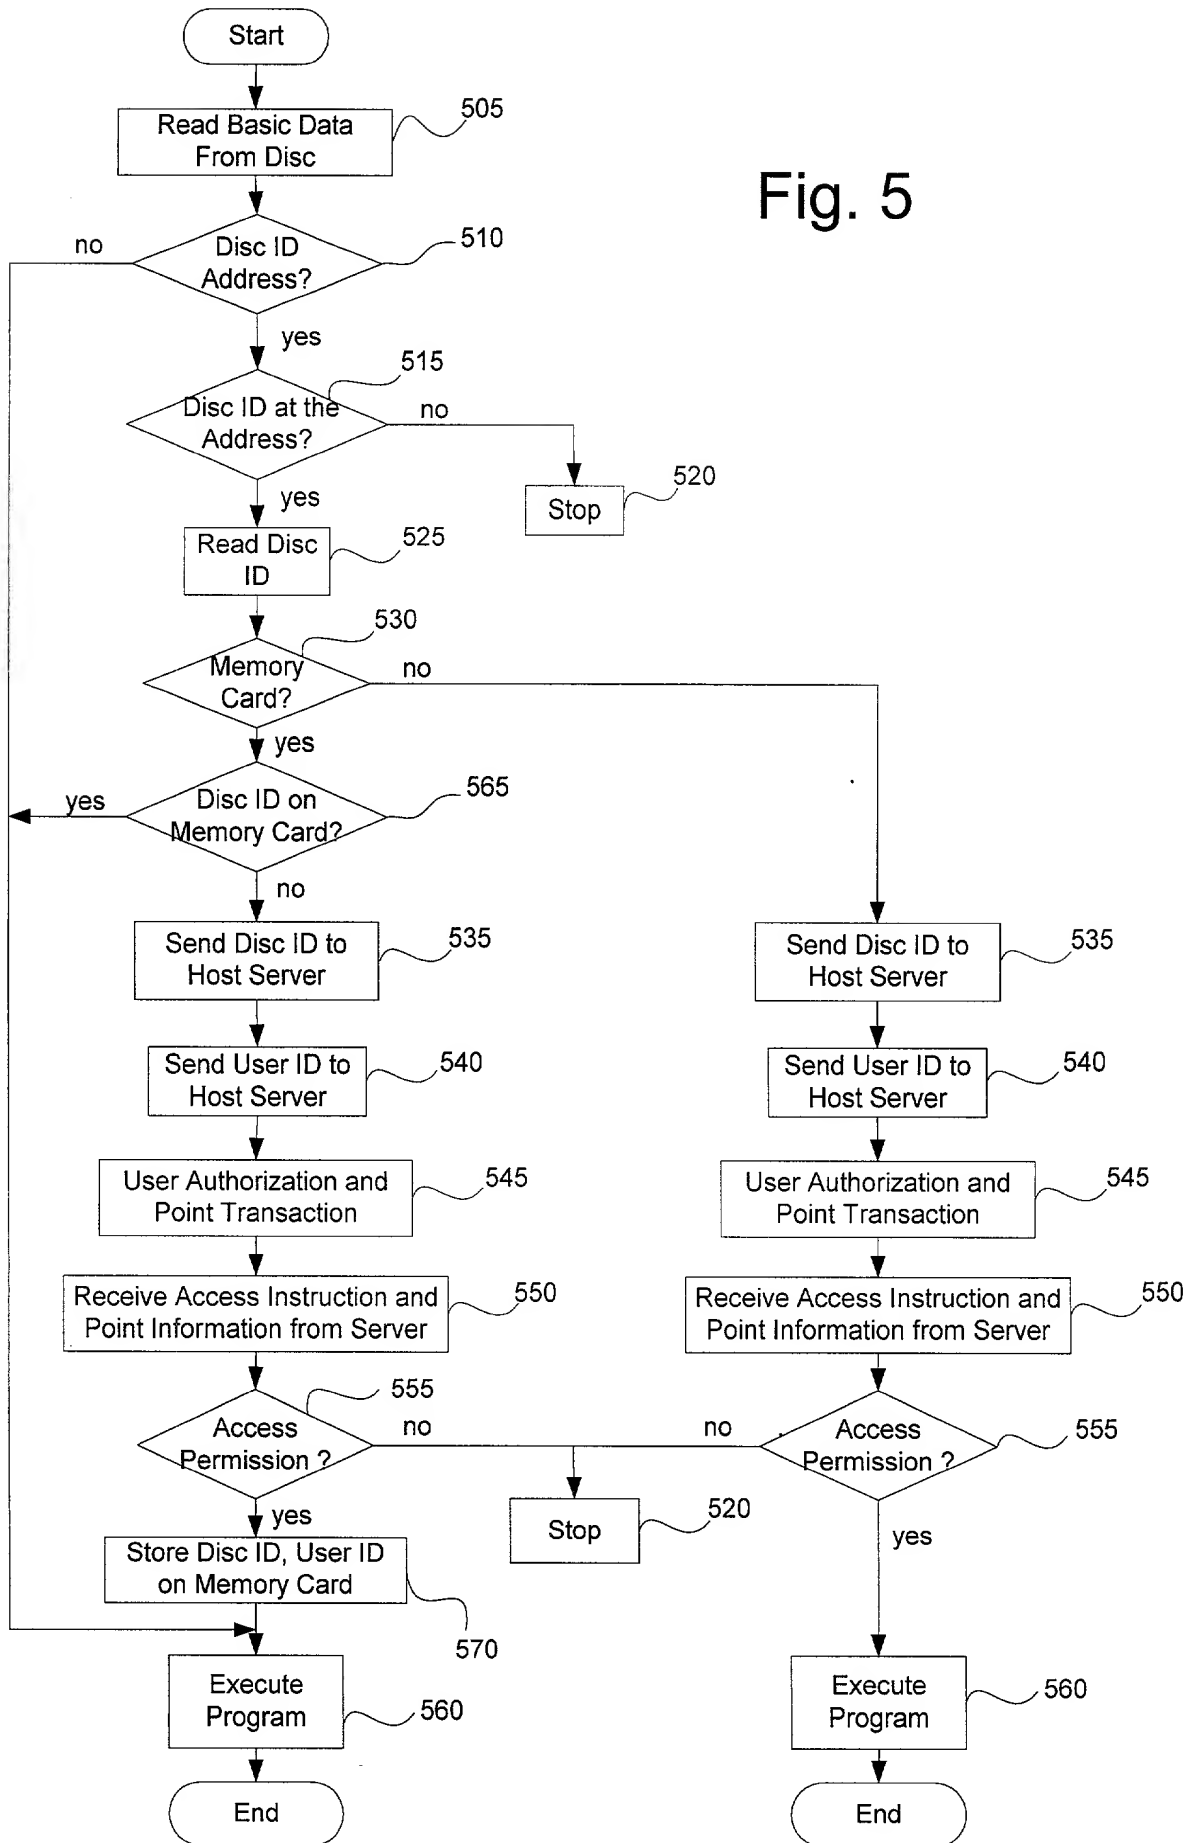 Start
Read Basic Data
From Disc
505
Fig. 5
no
Disc ID
Address?
510
yes
515
Disc ID at the
Address?
no
520
Stop
yes
Read Disc
ID
525
530
Memory
Card?
no
yes
565
yes
Disc ID on
Memory Card?
no
Send Disc ID to
Host Server
535
Send Disc ID to
Host Server
535
Send User ID to
Host Server
540
Send User ID to
Host Server
540
User Authorization and
Point Transaction
545
User Authorization and
Point Transaction
545
Receive Access Instruction and
Point Information from Server
550
Receive Access Instruction and
Point Information from Server
550
555
Access
Permission ?
no
no
Access
Permission ?
555
yes
Stop
520
yes
Store Disc ID, User ID
on Memory Card
570
Execute
Program
560
Execute
Program
560
End
End